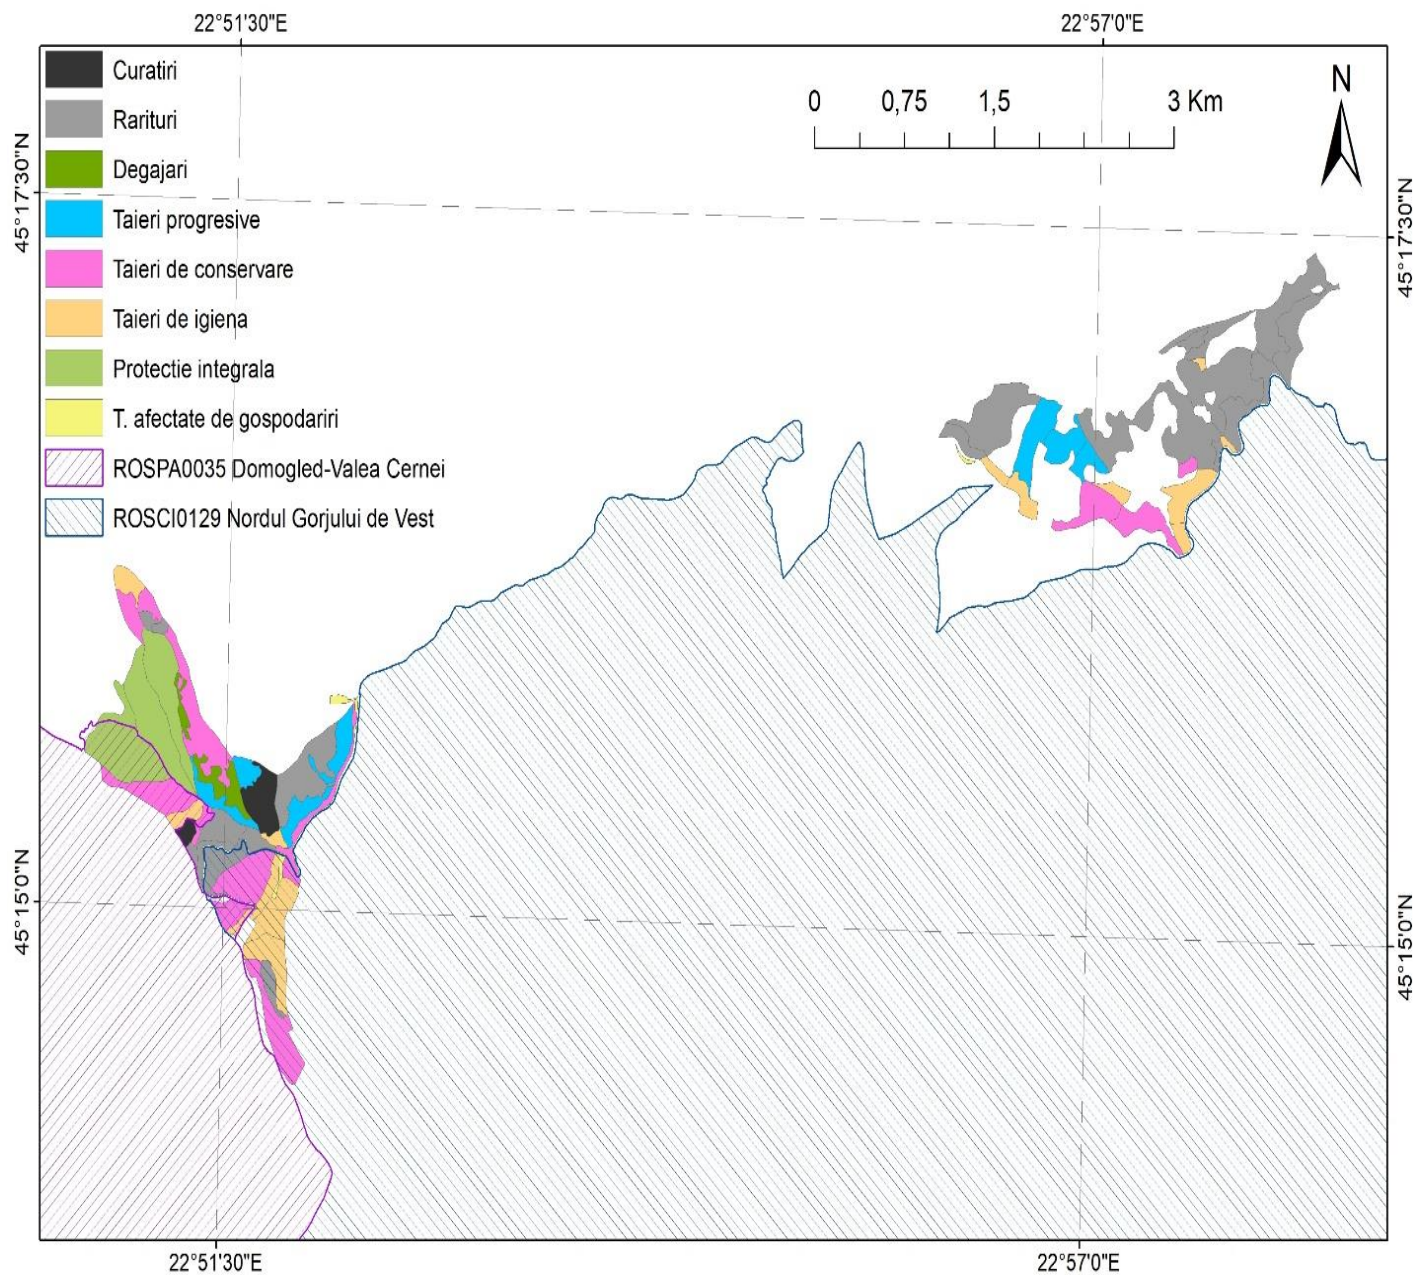 22°51'30"E 22°57'0"E
Curatiri
Rarituri
Degajari
Taieri progresive
Taieri de conservare
Taieri de igiena
Protectie integrala
T. afectate de gospodariri
ROSPA0035 Domogled-Valea Cernei
ROSCI0129 Nordul Gorjului de Vest
0 0,75 1,5 3 Km
N
45°17'30"N 45°17'30"N
45°15'0"N 45°15'0"N
22°51'30"E 22°57'0"E